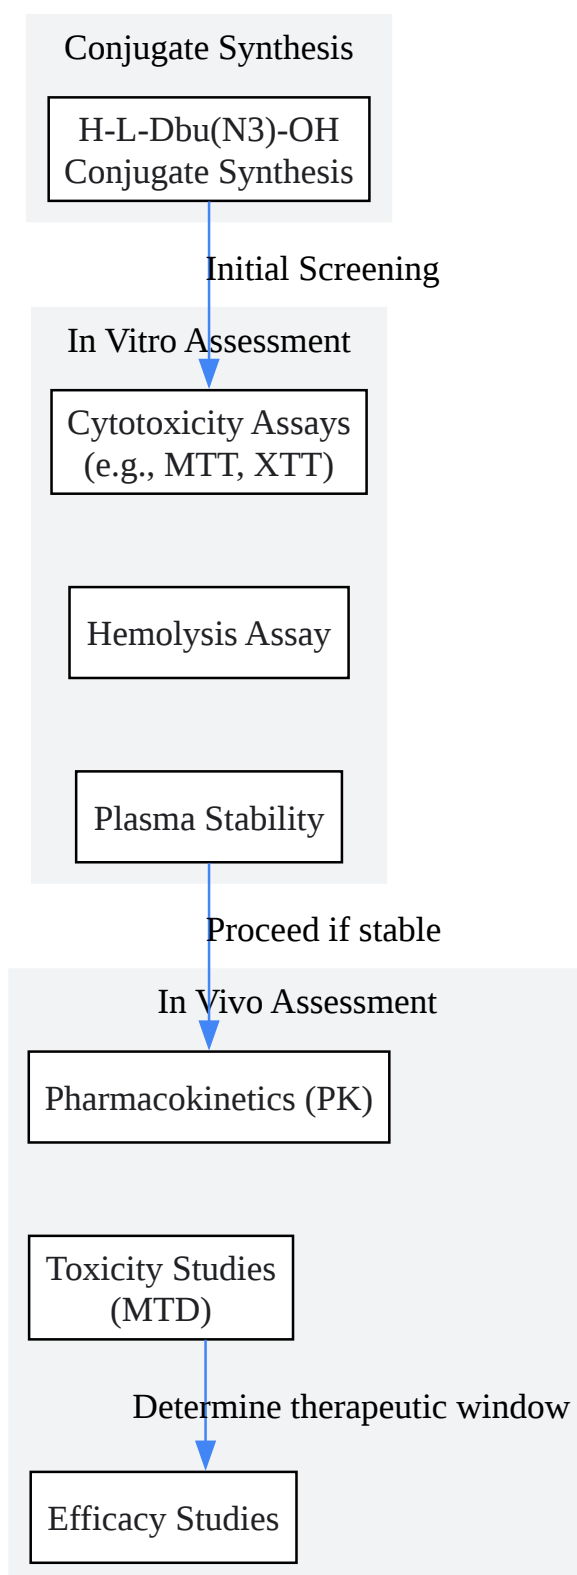 Conjugate Synthesis
H-L-Dbu(N3)-OH
Conjugate Synthesis
Initial Screening
In Vitro Assessment
Cytotoxicity Assays
(e.g., MTT, XTT)
Hemolysis Assay
Plasma Stability
Proceed if stable
In Vivo Assessment
Pharmacokinetics (PK)
Toxicity Studies
(MTD)
Determine therapeutic window
Efficacy Studies